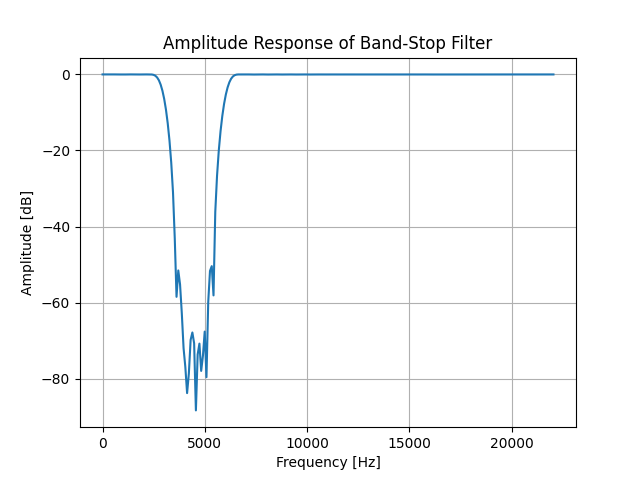 Amplitude Response of Band-Stop Filter
0
−20
−40
−60
−80
Amplitude [dB]
0 5000 10000 15000 20000
Frequency [Hz]